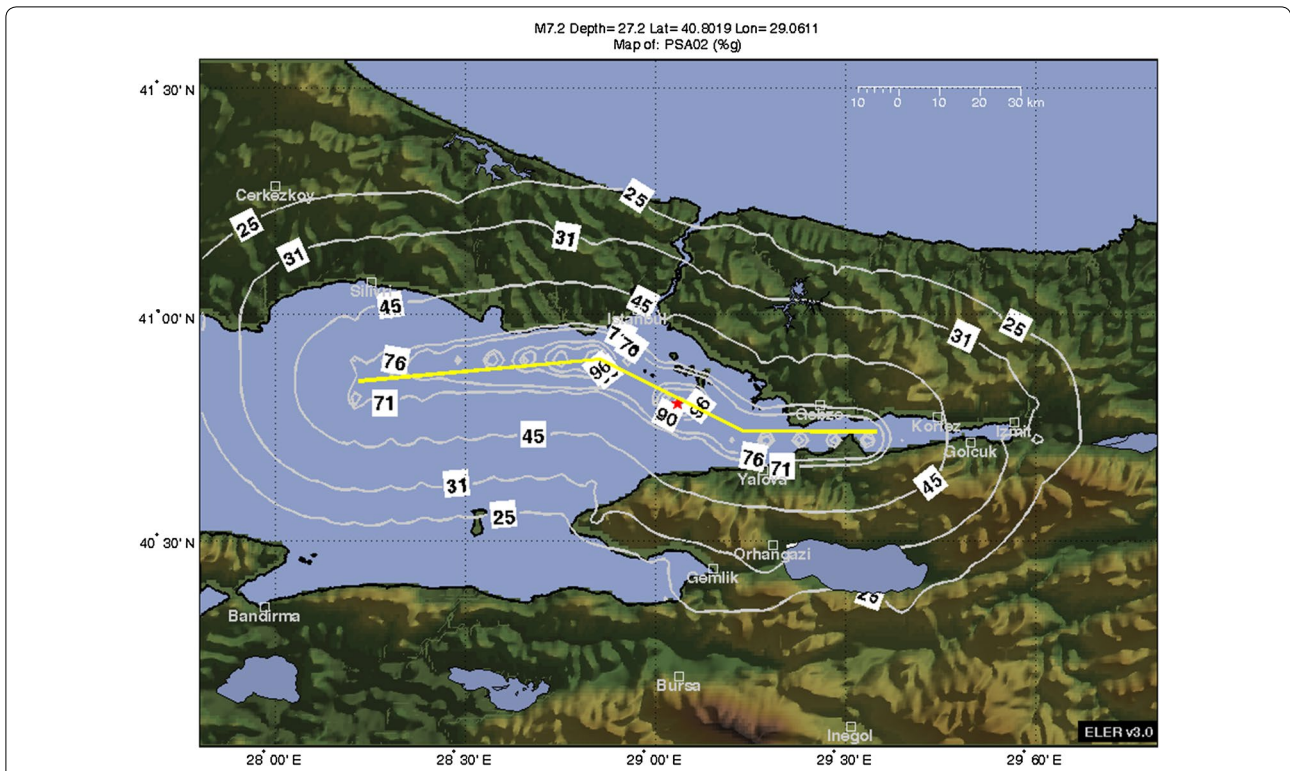 M7.2 Depth= 27.2 Lat= 40.8019 Lon= 29.0611
Map of: PSA02 (%g)
41° 30' N
10 0 10 20 30 km
Cerkezkoy
25
25
31
31
Silivri
45
45
41° 00' N
Istanbul
25
31
76
76
96
71
90
96
Gebze
Korfez
Izmit
Golcuk
45
76
71
Yalova
45
31
25
40° 30' N
Orhangazi
Gemlik
25
Bandirma
Bursa
Inegol
ELER v3.0
28° 00' E
28° 30' E
29° 00' E
29° 30' E
29° 60' E